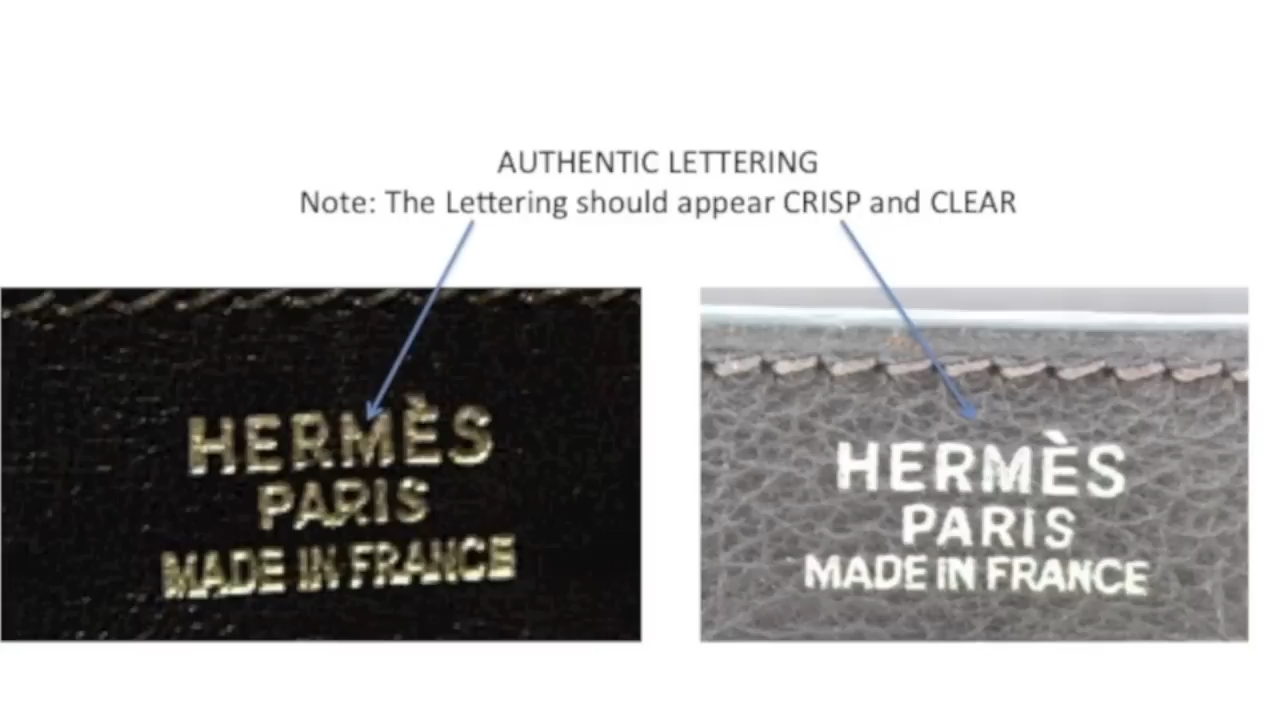 AUTHENTIC LETTERING
Note: The Lettering should appear CRISP and CLEAR
HERMÈS
PARIS
MADE IN FRANCE
HERMÈS
PARIS
MADE IN FRANCE